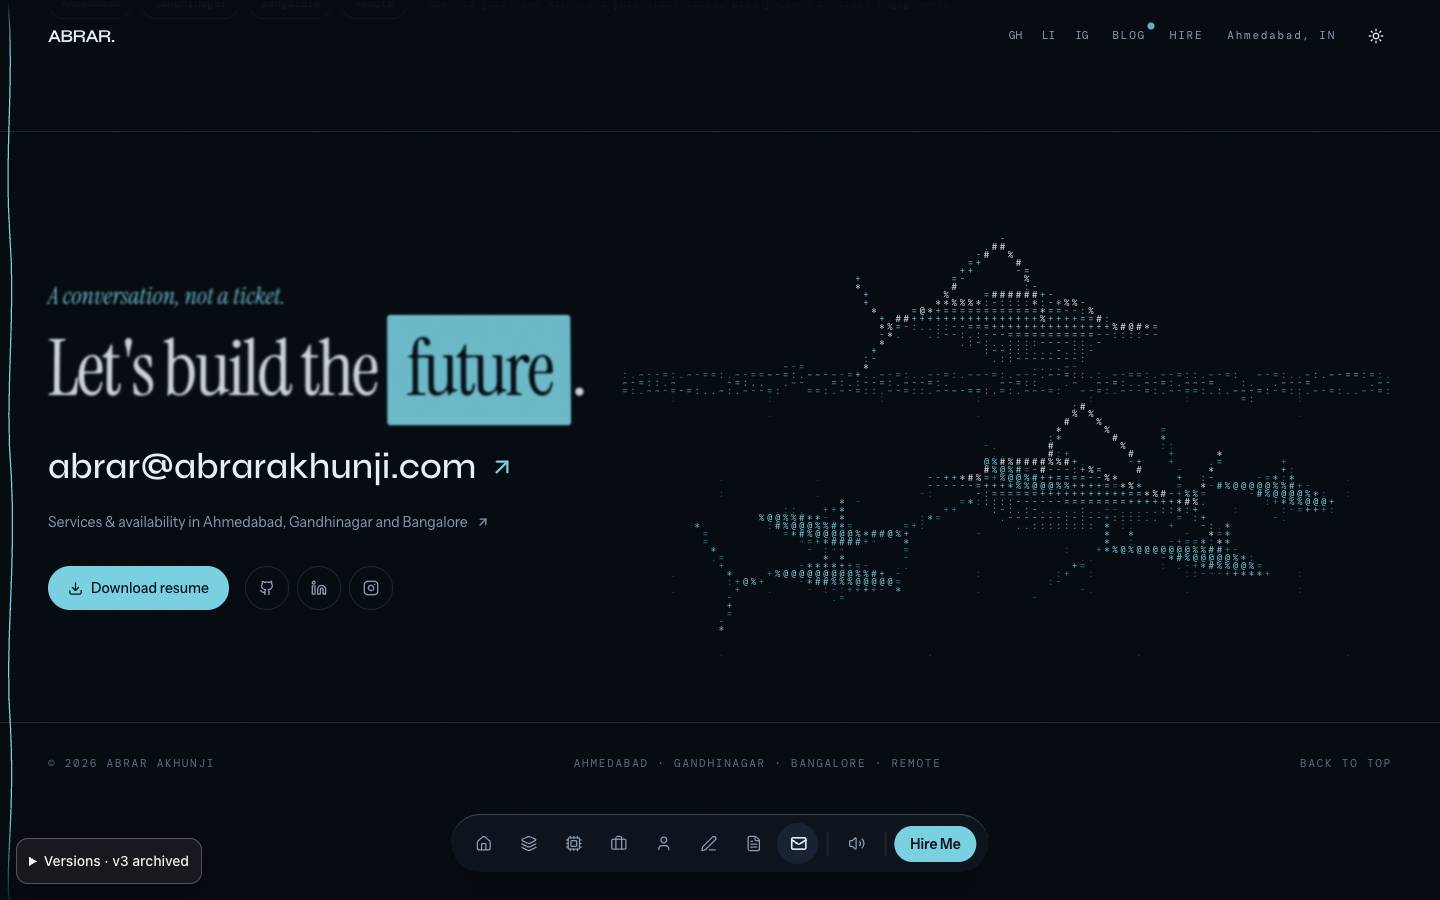 ABRAR.
GH LI IG BLOG HIRE Ahmedabad, IN
A conversation, not a ticket.
Let's build the future.
abrar@abrarakhunji.com
Services & availability in Ahmedabad, Gandhinagar and Bangalore
Download resume
© 2026 ABRAR AKHUNJI
AHMEDABAD · GANDHINAGAR · BANGALORE · REMOTE
BACK TO TOP
Versions · v3 archived
Hire Me